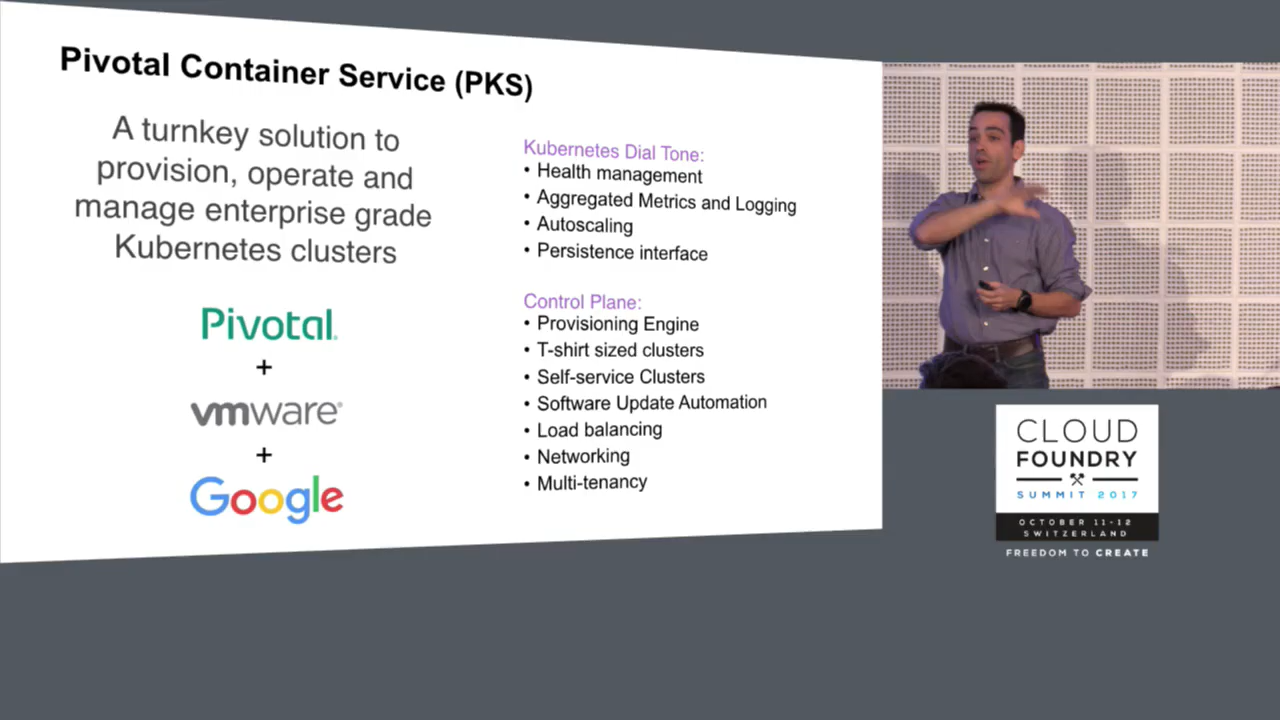 Pivotal Container Service (PKS)
A turnkey solution to
provision, operate and
manage enterprise grade
Kubernetes clusters
Pivotal.
+
vmware®
+
Google
Kubernetes Dial Tone:
• Health management
• Aggregated Metrics and Logging
• Autoscaling
• Persistence interface
Control Plane:
• Provisioning Engine
• T-shirt sized clusters
• Self-service Clusters
• Software Update Automation
• Load balancing
• Networking
• Multi-tenancy
CLOUD
FOUNDRY
SUMMIT 2017
OCTOBER 11-12
SWITZERLAND
FREEDOM TO CREATE